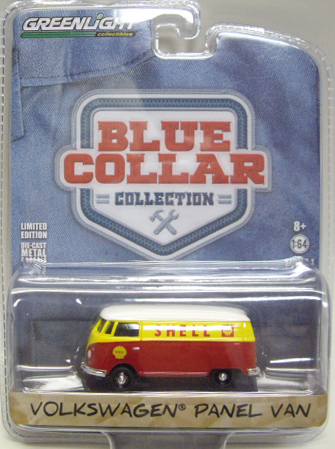 GREENLIGHT
collectibles
BLUE
COLLAR
COLLECTION
LIMITED
EDITION
DIE-CAST
METAL
8+
1:64
SHELL
VOLKSWAGEN® PANEL VAN